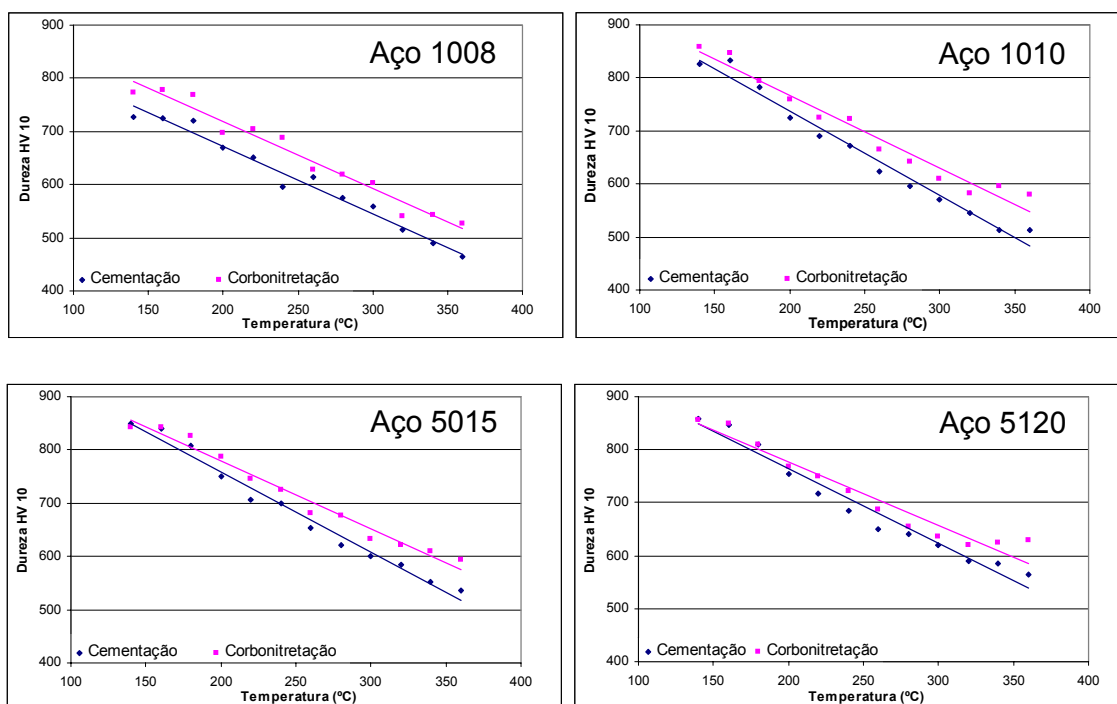 Aço 1008
Dureza HV 10
900
800
700
600
500
400
Cementação Corbonitretação
100 150 200 250 300 350 400
Temperatura (ºC)
Aço 1010
Dureza HV 10
900
800
700
600
500
400
Cementação Corbonitretação
100 150 200 250 300 350 400
Temperatura (ºC)
Aço 5015
Dureza HV 10
900
800
700
600
500
400
Cementação Corbonitretação
100 150 200 250 300 350 400
Temperatura (ºC)
Aço 5120
Dureza HV 10
900
800
700
600
500
400
Cementação Corbonitretação
100 150 200 250 300 350 400
Temperatura (ºC)